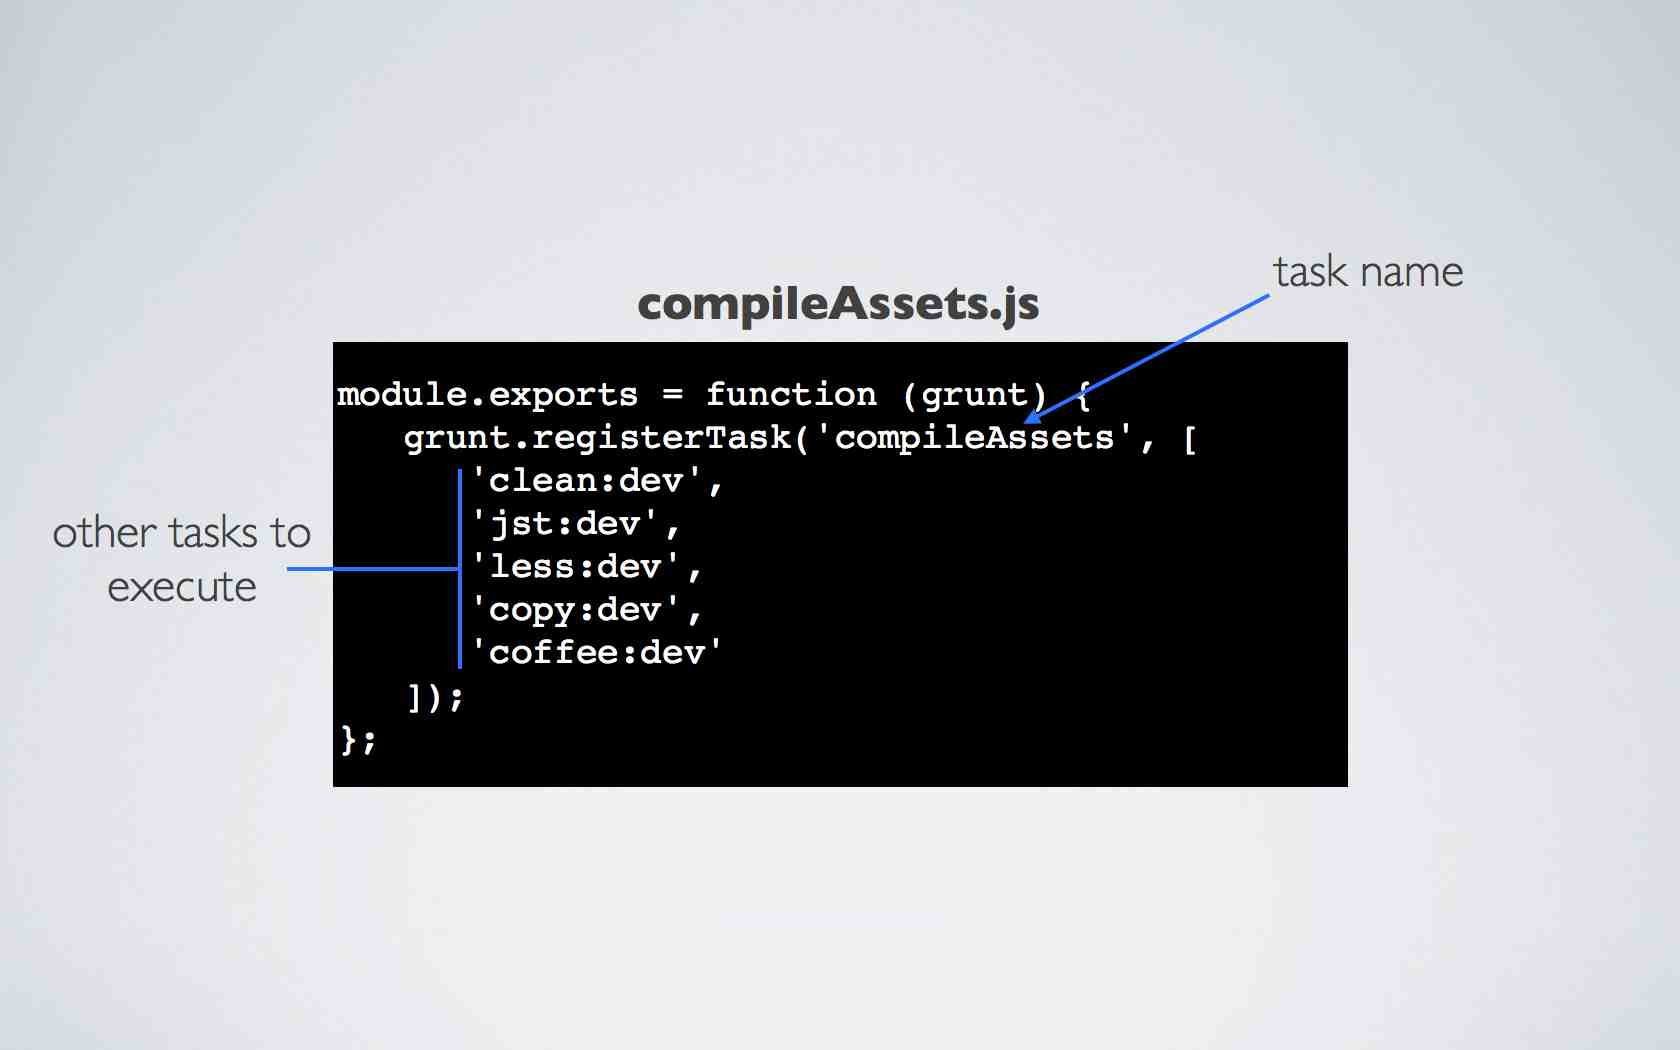 task name
compileAssets.js
module.exports = function (grunt) {
grunt.registerTask('compileAssets', [
'clean:dev',
'jst:dev',
'less:dev',
'copy:dev',
'coffee:dev'
]);
};
other tasks to
execute